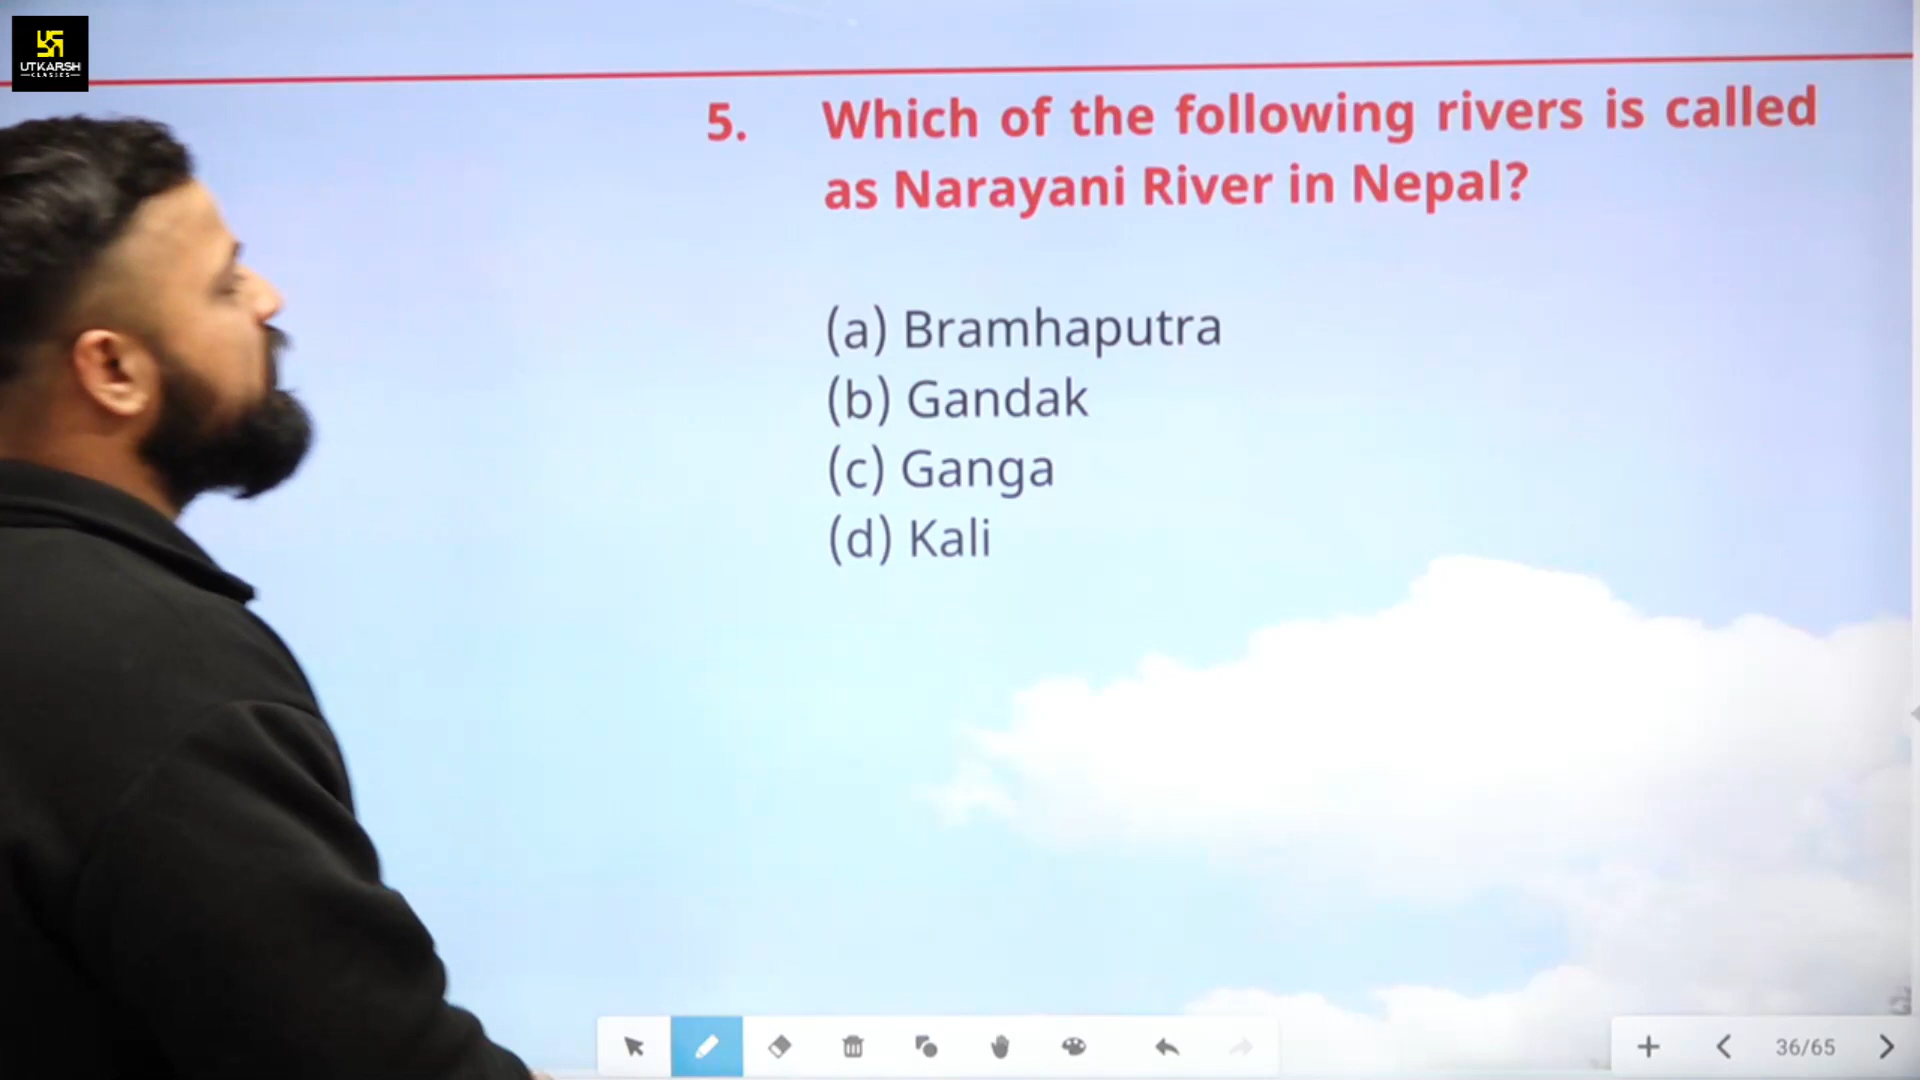 UTKARSH
CLASSES
5. Which of the following rivers is called
as Narayani River in Nepal?
(a) Bramhaputra
(b) Gandak
(c) Ganga
(d) Kali
36/65